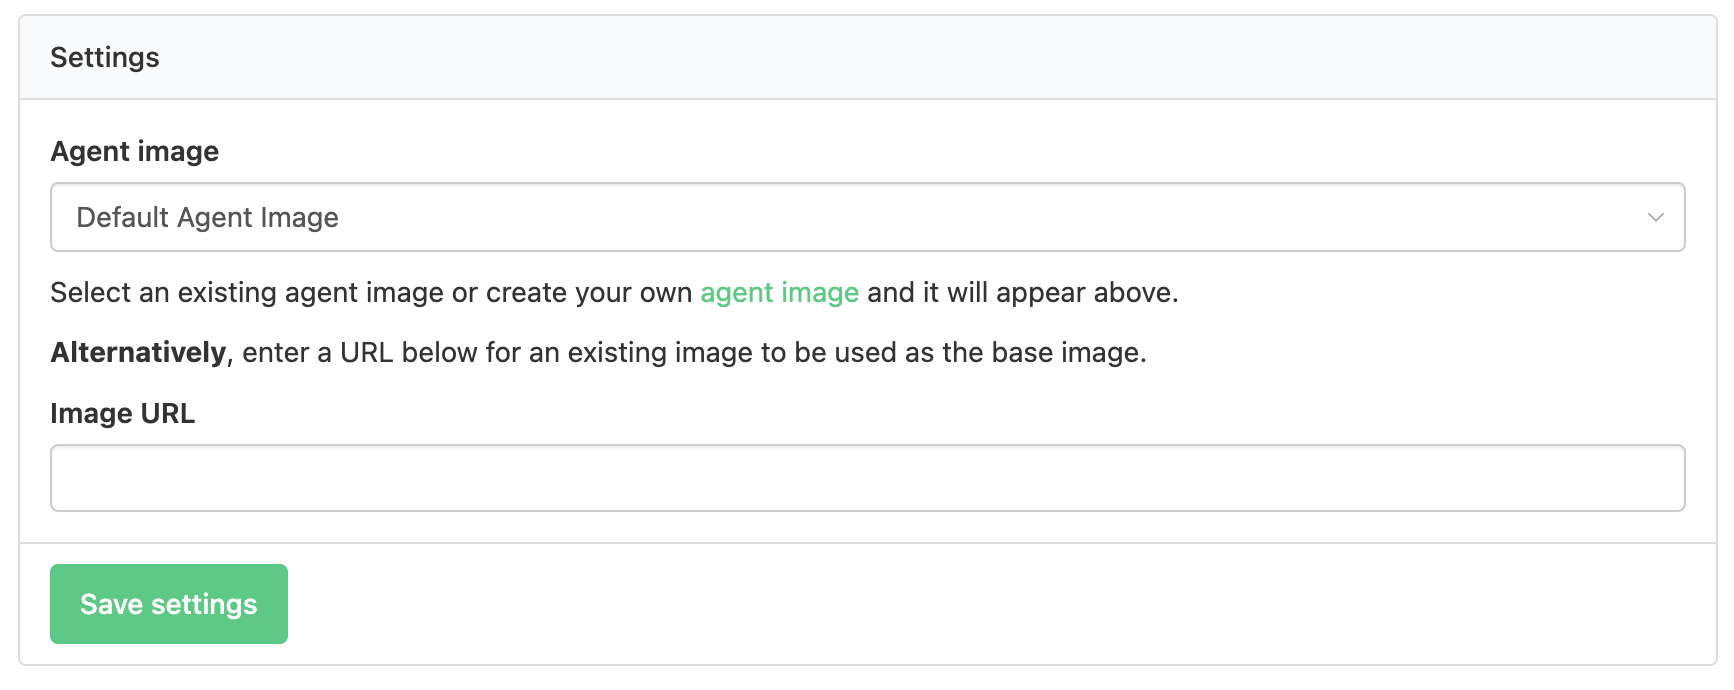 Settings
Agent image
Default Agent Image
Select an existing agent image or create your own agent image and it will appear above.
Alternatively, enter a URL below for an existing image to be used as the base image.
Image URL
Save settings